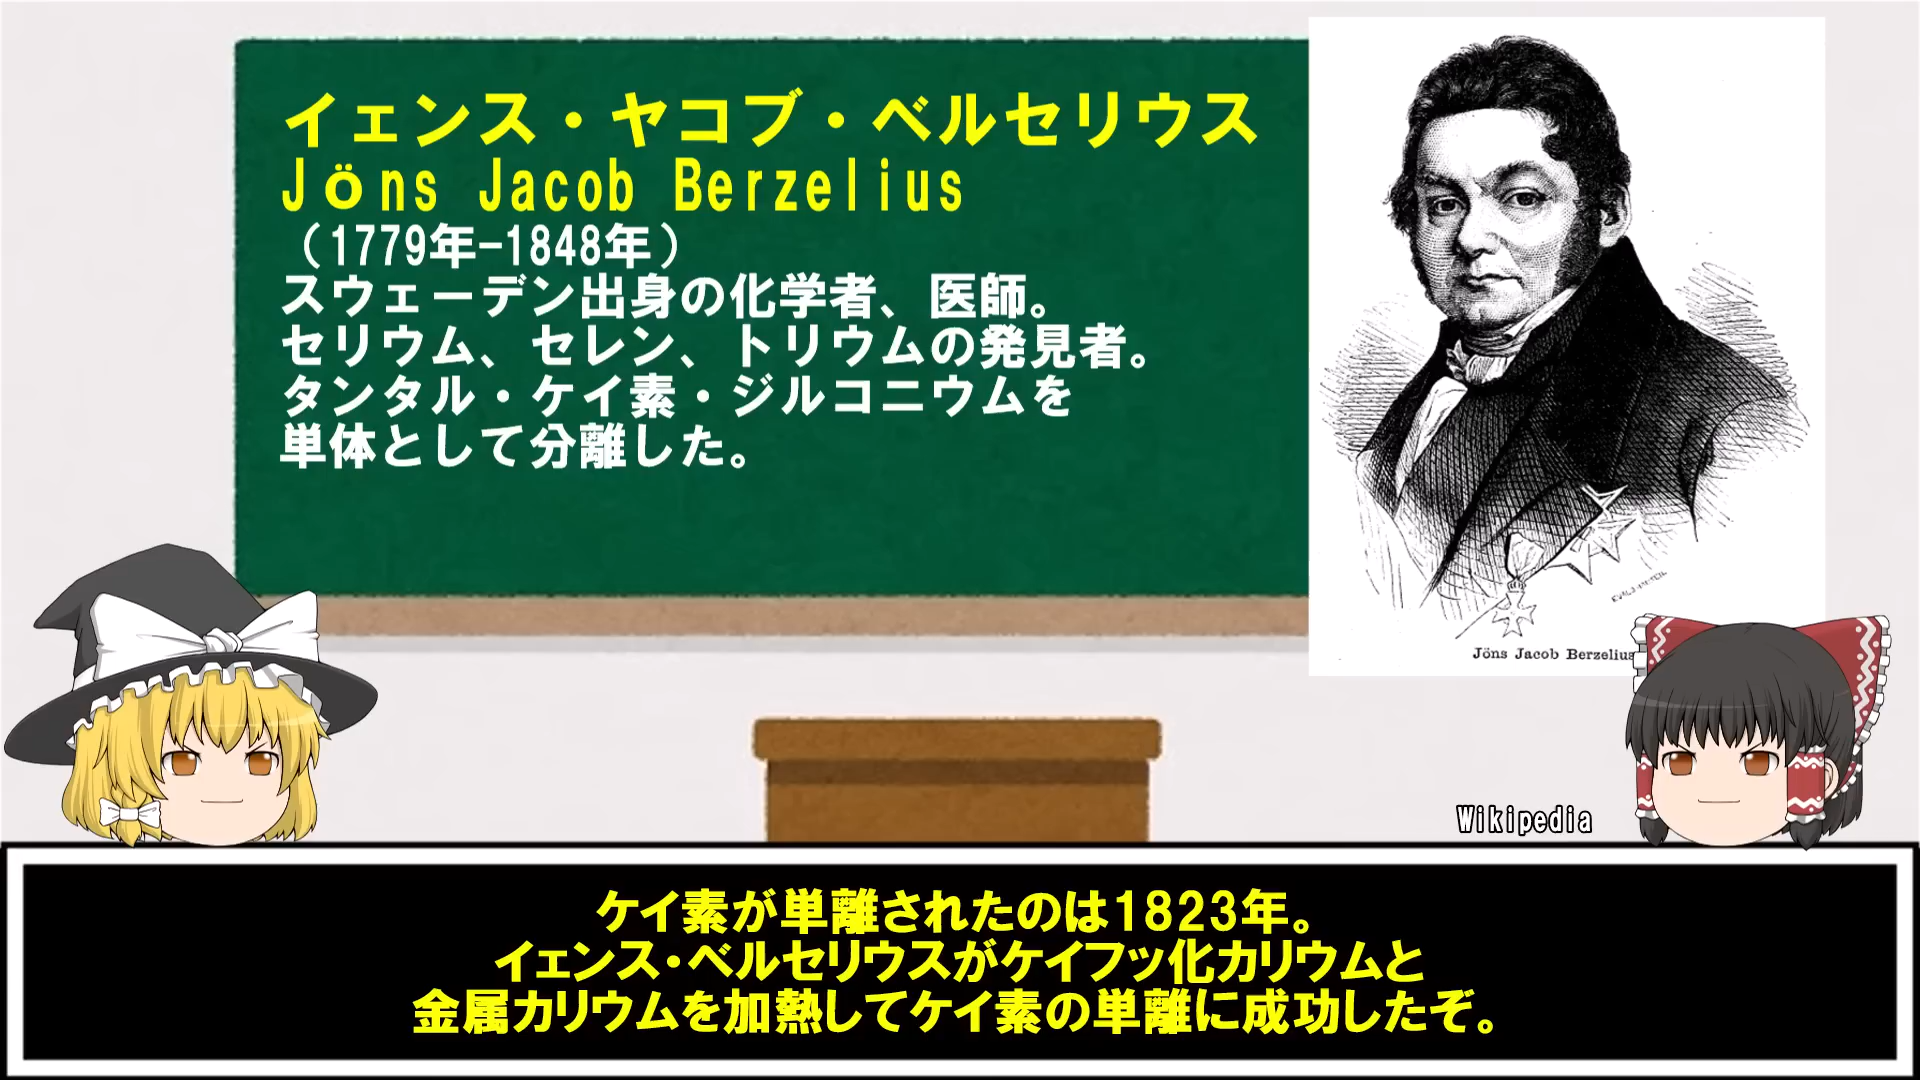 イェンス・ヤコブ・ベルセリウス
Jöns Jacob Berzelius
（1779年-1848年）
スウェーデン出身の化学者、医師。
セリウム、セレン、トリウムの発見者。
タンタル・ケイ素・ジルコニウムを
単体として分離した。
Jöns Jacob Berzelius
Wikipedia
ケイ素が単離されたのは1823年。
イェンス・ベルセリウスがケイフッ化カリウムと
金属カリウムを加熱してケイ素の単離に成功したぞ。